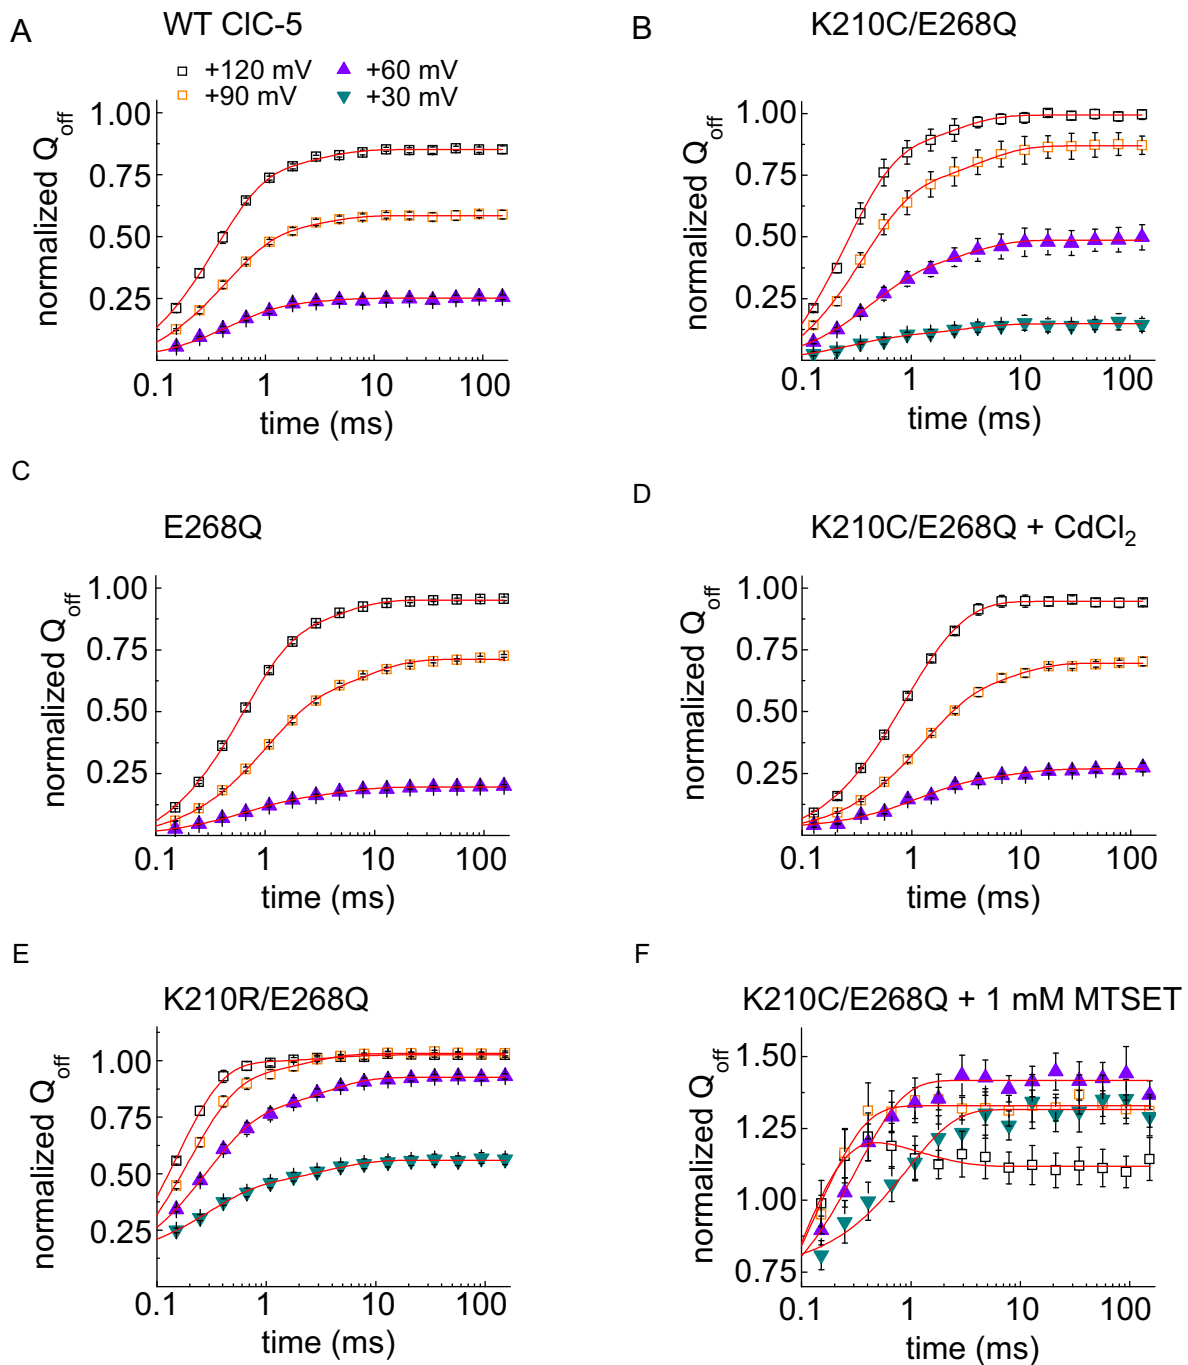 A
WT ClC-5
+120 mV +60 mV
+90 mV +30 mV
normalized Q_off
1.00
0.75
0.50
0.25
0.1 1 10 100
time (ms)
B
K210C/E268Q
normalized Q_off
1.00
0.75
0.50
0.25
0.1 1 10 100
time (ms)
C
E268Q
normalized Q_off
1.00
0.75
0.50
0.25
0.1 1 10 100
time (ms)
D
K210C/E268Q + CdCl₂
normalized Q_off
1.00
0.75
0.50
0.25
0.1 1 10 100
time (ms)
E
K210R/E268Q
normalized Q_off
1.00
0.75
0.50
0.25
0.1 1 10 100
time (ms)
F
K210C/E268Q + 1 mM MTSET
normalized Q_off
1.50
1.25
1.00
0.75
0.1 1 10 100
time (ms)